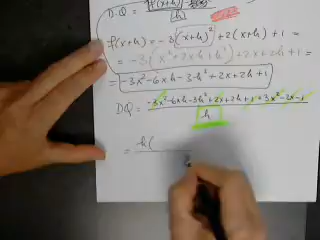 D.Q. = f(x+h) -
h
f(x+h) = -3(x+h)² + 2(x+h) + 1 =
= -3(x² + 2xh + h²) + 2x + 2h + 1 =
= -3x² - 6xh - 3h² + 2x + 2h + 1
DQ = -3x² - 6xh - 3h² + 2x + 2h + 1 + 3x² - 2x - 1
h
= h(